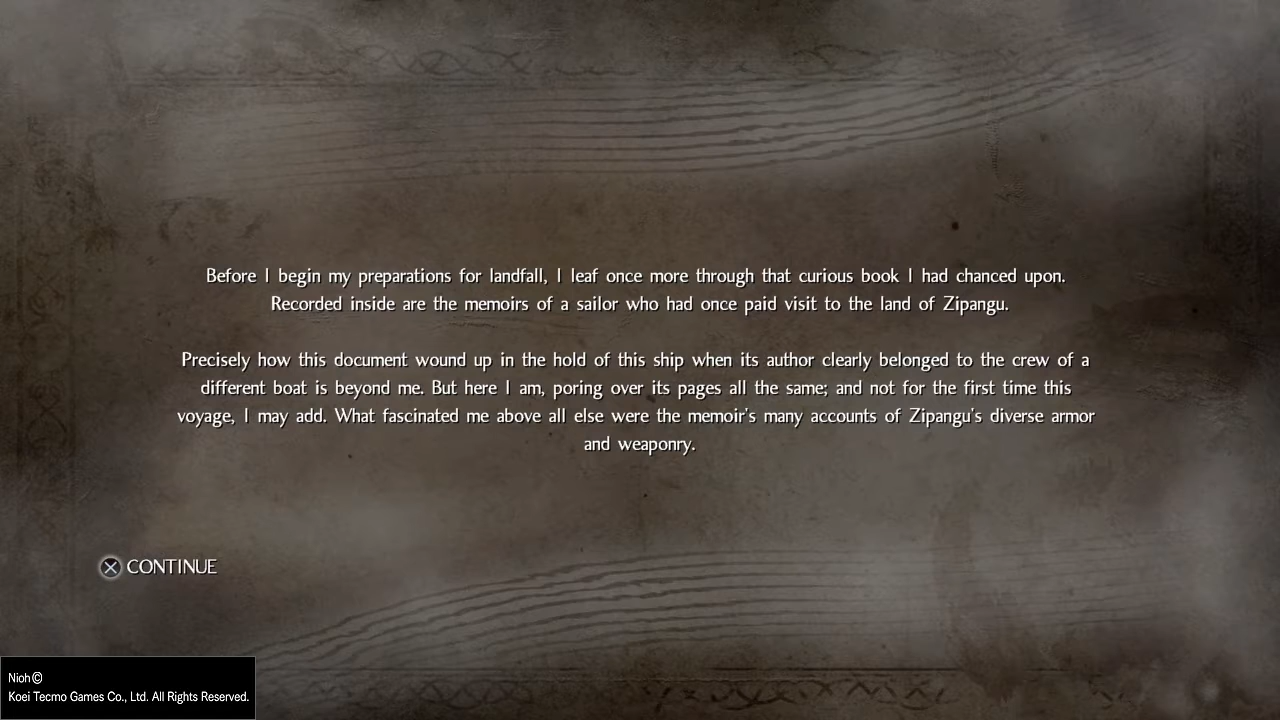 Before I begin my preparations for landfall, I leaf once more through that curious book I had chanced upon.
Recorded inside are the memoirs of a sailor who had once paid visit to the land of Zipangu.
Precisely how this document wound up in the hold of this ship when its author clearly belonged to the crew of a
different boat is beyond me. But here I am, poring over its pages all the same; and not for the first time this
voyage, I may add. What fascinated me above all else were the memoir's many accounts of Zipangu's diverse armor
and weaponry.
CONTINUE
Nioh©
Koei Tecmo Games Co., Ltd. All Rights Reserved.